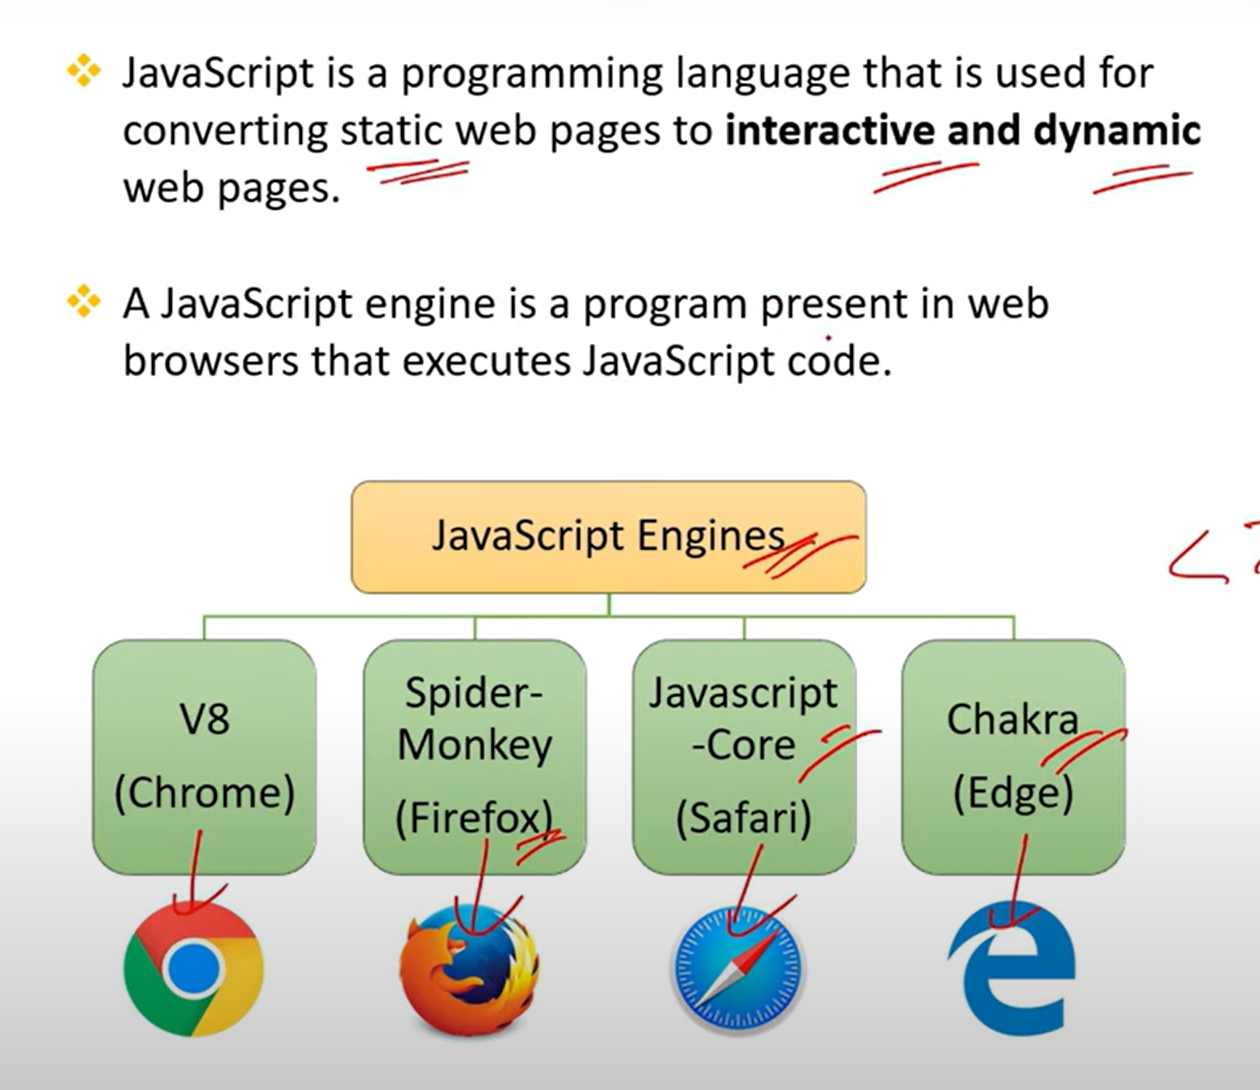 JavaScript is a programming language that is used for
converting static web pages to interactive and dynamic
web pages.
A JavaScript engine is a program present in web
browsers that executes JavaScript code.
JavaScript Engines
V8
(Chrome)
Spider-
Monkey
(Firefox)
Javascript
-Core
(Safari)
Chakra
(Edge)